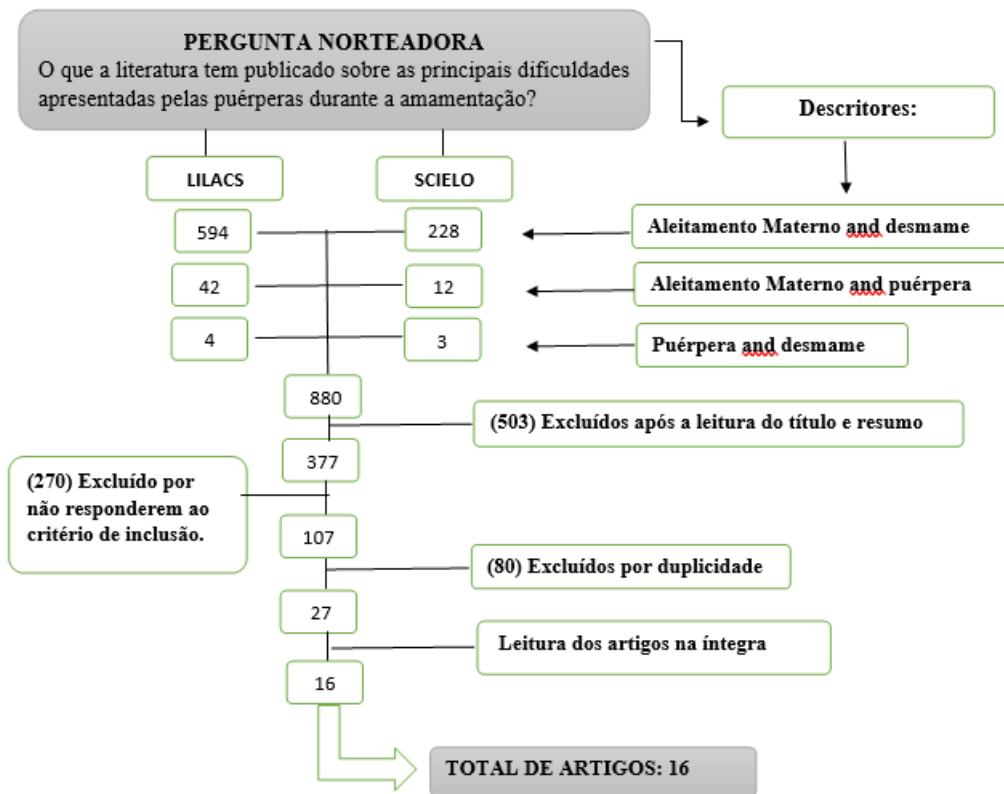 PERGUNTA NORTEADORA
O que a literatura tem publicado sobre as principais dificuldades
apresentadas pelas puérperas durante a amamentação?
Descritores:
LILACS
SCIELO
594
228
Aleitamento Materno and desmame
42
12
Aleitamento Materno and puérpera
4
3
Puérpera and desmame
880
(503) Excluídos após a leitura do título e resumo
377
(270) Excluído por
não responderem ao
critério de inclusão.
107
(80) Excluídos por duplicidade
27
Leitura dos artigos na íntegra
16
TOTAL DE ARTIGOS: 16